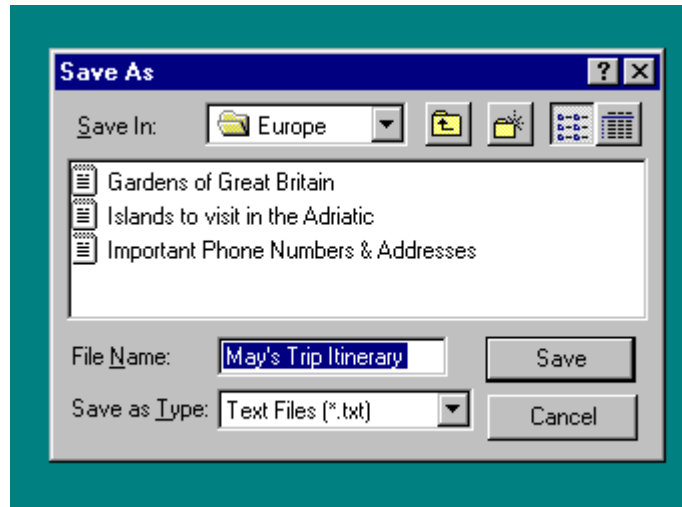 Save As
Save In: Europe
Gardens of Great Britain
Islands to visit in the Adriatic
Important Phone Numbers & Addresses
File Name: May's Trip Itinerary Save
Save as Type: Text Files (*.txt) Cancel